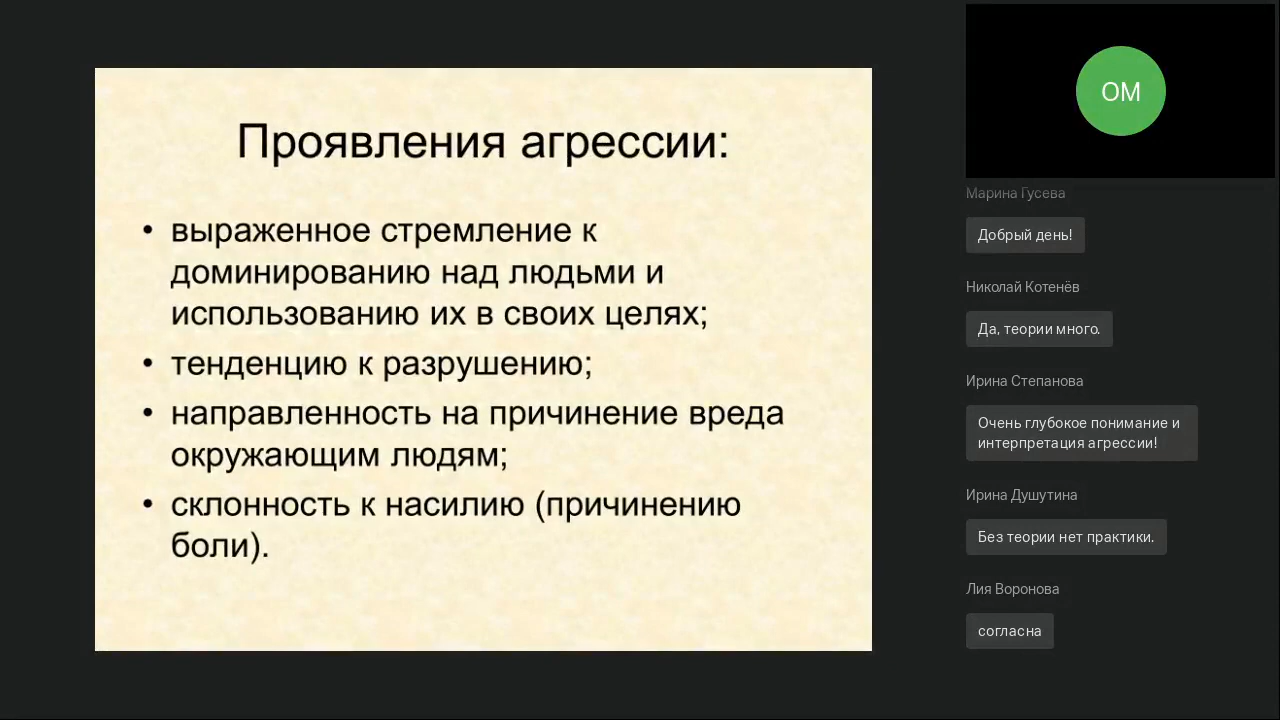 Проявления агрессии:
• выраженное стремление к
доминированию над людьми и
использованию их в своих целях;
• тенденцию к разрушению;
• направленность на причинение вреда
окружающим людям;
• склонность к насилию (причинению
боли).
ОМ
Марина Гусева
Добрый день!
Николай Котенёв
Да, теории много.
Ирина Степанова
Очень глубокое понимание и
интерпретация агрессии!
Ирина Душутина
Без теории нет практики.
Лия Воронова
согласна